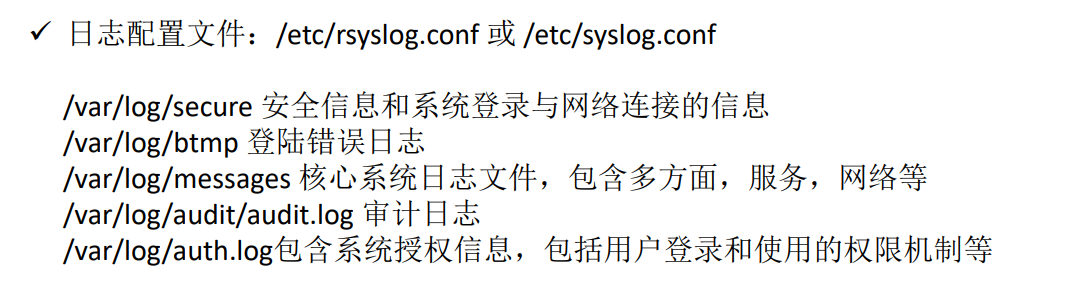 ✓ 日志配置文件：/etc/rsyslog.conf 或 /etc/syslog.conf
/var/log/secure 安全信息和系统登录与网络连接的信息
/var/log/btmp 登陆错误日志
/var/log/messages 核心系统日志文件，包含多方面，服务，网络等
/var/log/audit/audit.log 审计日志
/var/log/auth.log包含系统授权信息，包括用户登录和使用的权限机制等